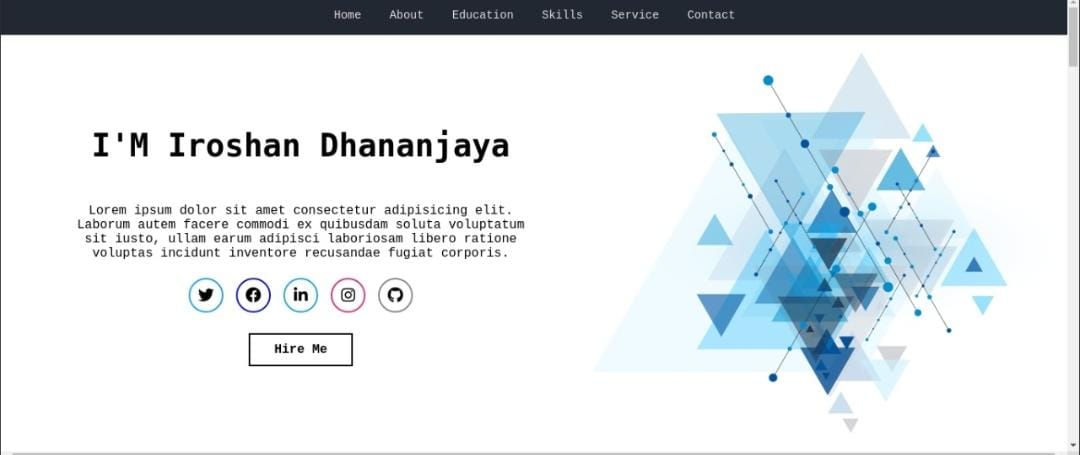 Home About Education Skills Service Contact
I'M Iroshan Dhananjaya
Lorem ipsum dolor sit amet consectetur adipisicing elit.
Laborum autem facere commodi ex quibusdam soluta voluptatum
sit iusto, ullam earum adipisci laboriosam libero ratione
voluptas incidunt inventore recusandae fugiat corporis.
Hire Me